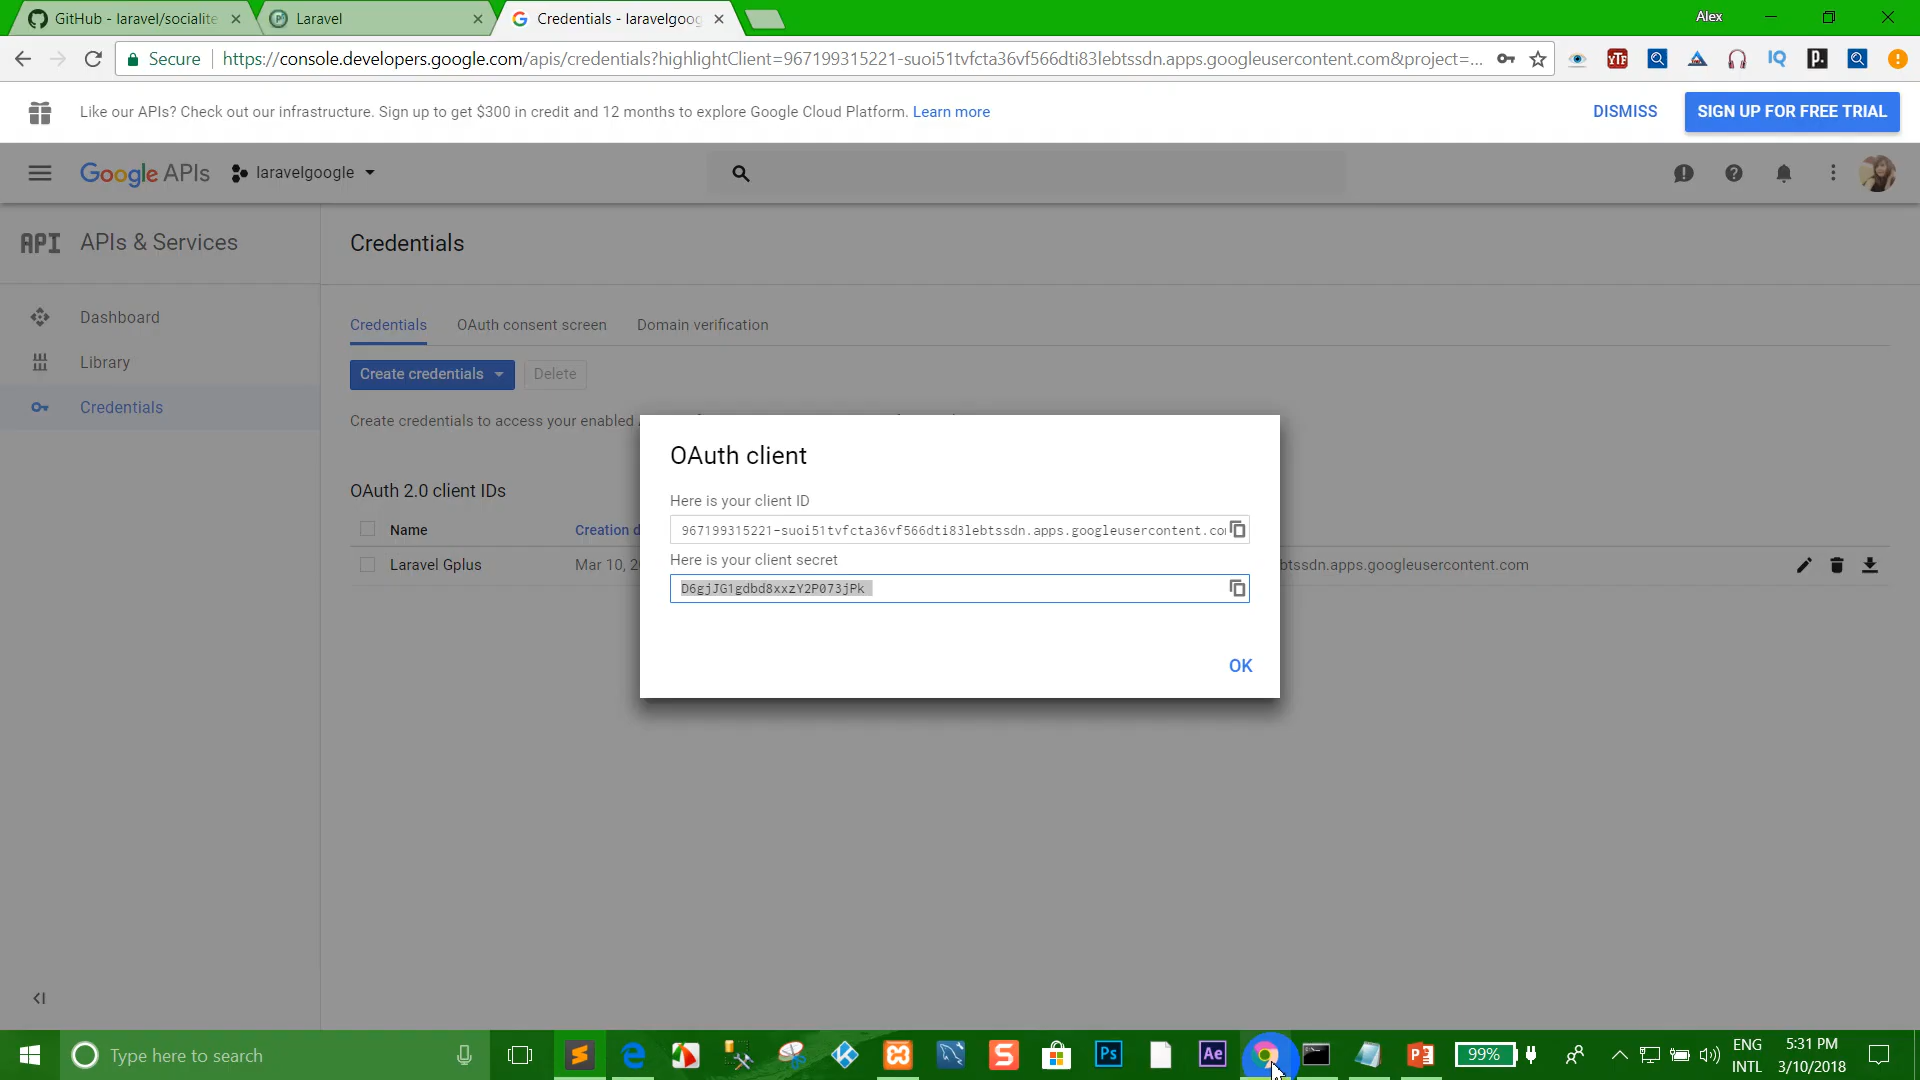 GitHub - laravel/socialite
Laravel
Credentials - laravelgoog
Alex
Secure
https://console.developers.google.com/apis/credentials?highlightClient=967199315221-suoi51tvfcta36vf566dti83lebtssdn.apps.googleusercontent.com&project=...
Like our APIs? Check out our infrastructure. Sign up to get $300 in credit and 12 months to explore Google Cloud Platform. Learn more
DISMISS
SIGN UP FOR FREE TRIAL
Google APIs
laravelgoogle
API APIs & Services
Credentials
Dashboard
Library
Credentials
Credentials
OAuth consent screen
Domain verification
Create credentials
Delete
Create credentials to access your enabled
OAuth 2.0 client IDs
Name
Creation d
Laravel Gplus
Mar 10, 2
btssdn.apps.googleusercontent.com
OAuth client
Here is your client ID
967199315221-suoi51tvfcta36vf566dti83lebtssdn.apps.googleusercontent.co
Here is your client secret
D6gjJG1gdbd8xxzY2P073jPk
OK
Type here to search
99%
ENG
INTL
5:31 PM
3/10/2018